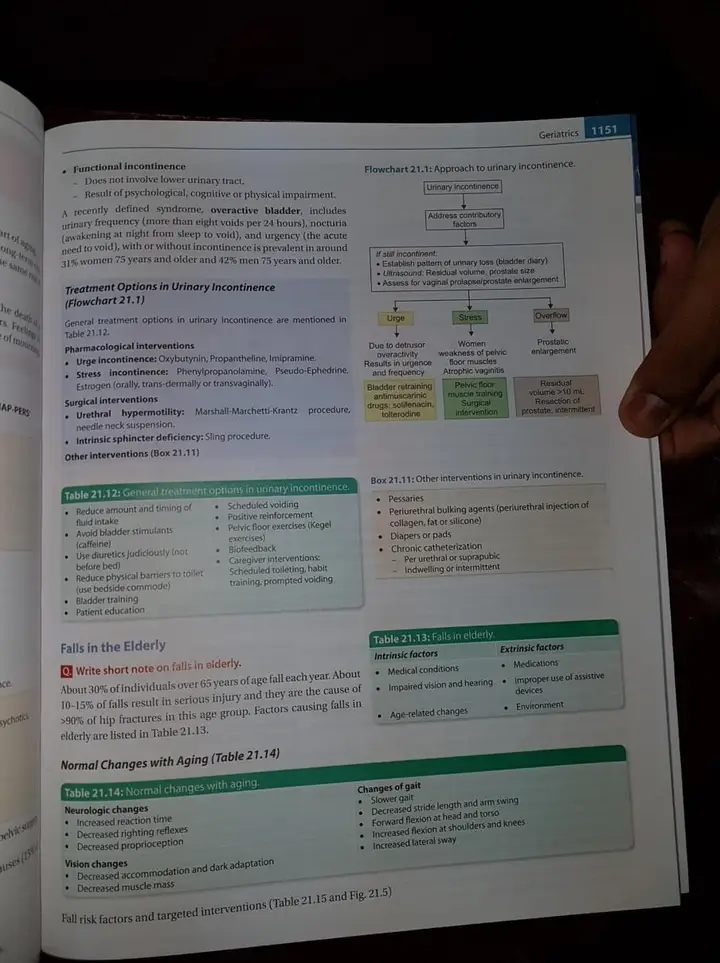 Geriatrics 1151
• Functional incontinence
– Does not involve lower urinary tract.
– Result of psychological, cognitive or physical impairment.
A recently defined syndrome, overactive bladder, includes
urinary frequency (more than eight voids per 24 hours), nocturia
(awakening at night from sleep to void), and urgency (the acute
need to void), with or without incontinence is prevalent in around
31% women 75 years and older and 42% men 75 years and older.
Treatment Options in Urinary Incontinence
(Flowchart 21.1)
General treatment options in urinary incontinence are mentioned in
Table 21.12.
Pharmacological interventions
• Urge incontinence: Oxybutynin, Propantheline, Imipramine.
• Stress incontinence: Phenylpropanolamine, Pseudo-Ephedrine,
Estrogen (orally, trans-dermally or transvaginally).
Surgical interventions
• Urethral hypermotility: Marshall-Marchetti-Krantz procedure,
needle neck suspension.
• Intrinsic sphincter deficiency: Sling procedure.
Other interventions (Box 21.11)
Flowchart 21.1: Approach to urinary incontinence.
Urinary incontinence
Address contributory
factors
If still incontinent:
• Establish pattern of urinary loss (bladder diary)
• Ultrasound: Residual volume, prostate size
• Assess for vaginal prolapse/prostate enlargement
Urge
Due to detrusor
overactivity
Results in urgence
and frequency
Bladder retraining
antimuscarinic
drugs: solifenacin,
tolterodine
Stress
Women
weakness of pelvic
floor muscles
Atrophic vaginitis
Pelvic floor
muscle training
Surgical
intervention
Overflow
Prostatic
enlargement
Residual
volume >10 mL
Resection of
prostate, intermittent
Table 21.12: General treatment options in urinary incontinence.
• Reduce amount and timing of
fluid intake
• Avoid bladder stimulants
(caffeine)
• Use diuretics judiciously (not
before bed)
• Reduce physical barriers to toilet
(use bedside commode)
• Bladder training
• Patient education
• Scheduled voiding
• Positive reinforcement
• Pelvic floor exercises (Kegel
exercises)
• Biofeedback
• Caregiver interventions:
Scheduled toileting, habit
training, prompted voiding
Box 21.11: Other interventions in urinary incontinence.
• Pessaries
• Periurethral bulking agents (periurethral injection of
collagen, fat or silicone)
• Diapers or pads
• Chronic catheterization
– Per urethral or suprapubic
– Indwelling or intermittent
Falls in the Elderly
Q. Write short note on falls in elderly.
About 30% of individuals over 65 years of age fall each year. About
10–15% of falls result in serious injury and they are the cause of
>90% of hip fractures in this age group. Factors causing falls in
elderly are listed in Table 21.13.
Table 21.13: Falls in elderly.
Intrinsic factors
• Medical conditions
• Impaired vision and hearing
• Age-related changes
Extrinsic factors
• Medications
• Improper use of assistive
devices
• Environment
Normal Changes with Aging (Table 21.14)
Table 21.14: Normal changes with aging.
Neurologic changes
• Increased reaction time
• Decreased righting reflexes
• Decreased proprioception
Vision changes
• Decreased accommodation and dark adaptation
• Decreased muscle mass
Changes of gait
• Slower gait
• Decreased stride length and arm swing
• Forward flexion at head and torso
• Increased flexion at shoulders and knees
• Increased lateral sway
Fall risk factors and targeted interventions (Table 21.15 and Fig. 21.5)